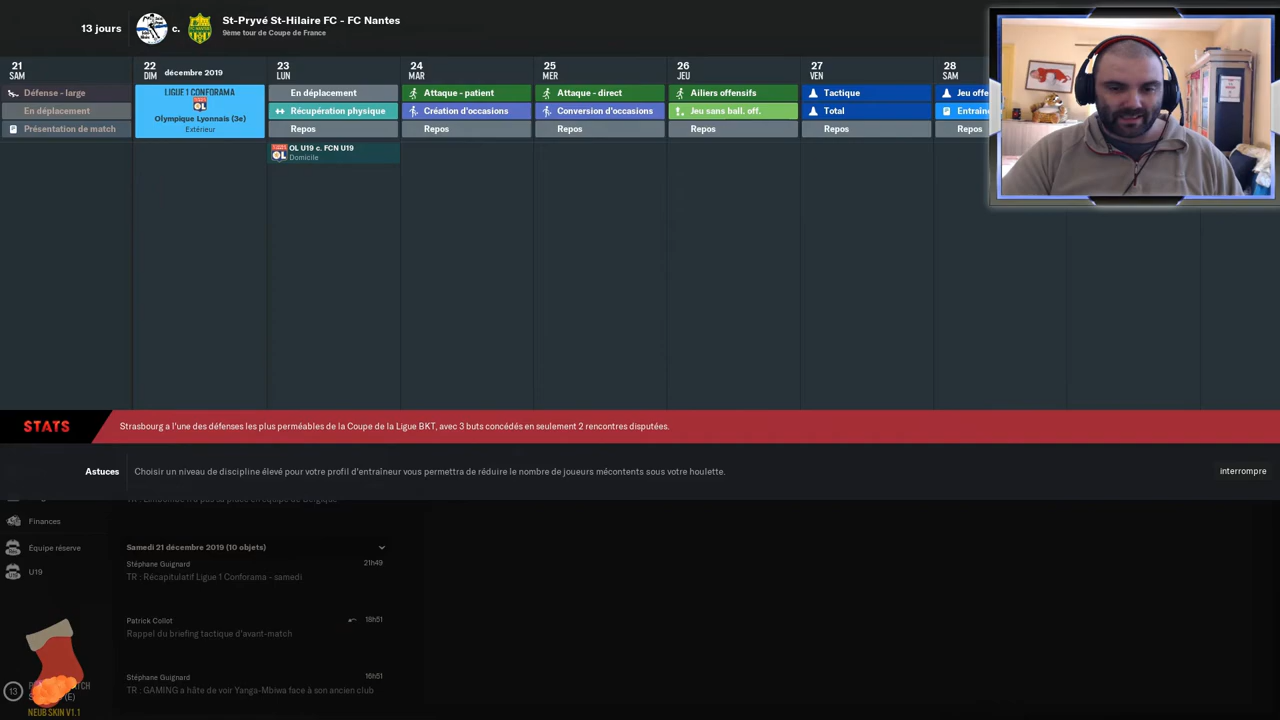 13 jours
c.
St-Pryvé St-Hilaire FC - FC Nantes
9ème tour de Coupe de France
21
SAM
22
DIM
décembre 2019
23
LUN
24
MAR
25
MER
26
JEU
27
VEN
28
SAM
Défense - large
En déplacement
Présentation de match
LIGUE 1 CONFORAMA
Olympique Lyonnais (3e)
Extérieur
En déplacement
Récupération physique
Repos
OL U19 c. FCN U19
Domicile
Attaque - patient
Création d'occasions
Repos
Attaque - direct
Conversion d'occasions
Repos
Ailiers offensifs
Jeu sans ball. off.
Repos
Tactique
Total
Repos
Jeu offe
Entraîne
Repos
STATS
Strasbourg a l'une des défenses les plus perméables de la Coupe de la Ligue BKT, avec 3 buts concédés en seulement 2 rencontres disputées.
Astuces
Choisir un niveau de discipline élevé pour votre profil d'entraîneur vous permettra de réduire le nombre de joueurs mécontents sous votre houlette.
interrompre
Finances
Équipe réserve
U19
Samedi 21 décembre 2019 (10 objets)
Stéphane Guignard
21h49
TR : Récapitulatif Ligue 1 Conforama - samedi
Patrick Collot
18h51
Rappel du briefing tactique d'avant-match
Stéphane Guignard
16h51
TR : GAMING a hâte de voir Yanga-Mbiwa face à son ancien club
13
NEUB SKIN V1.1